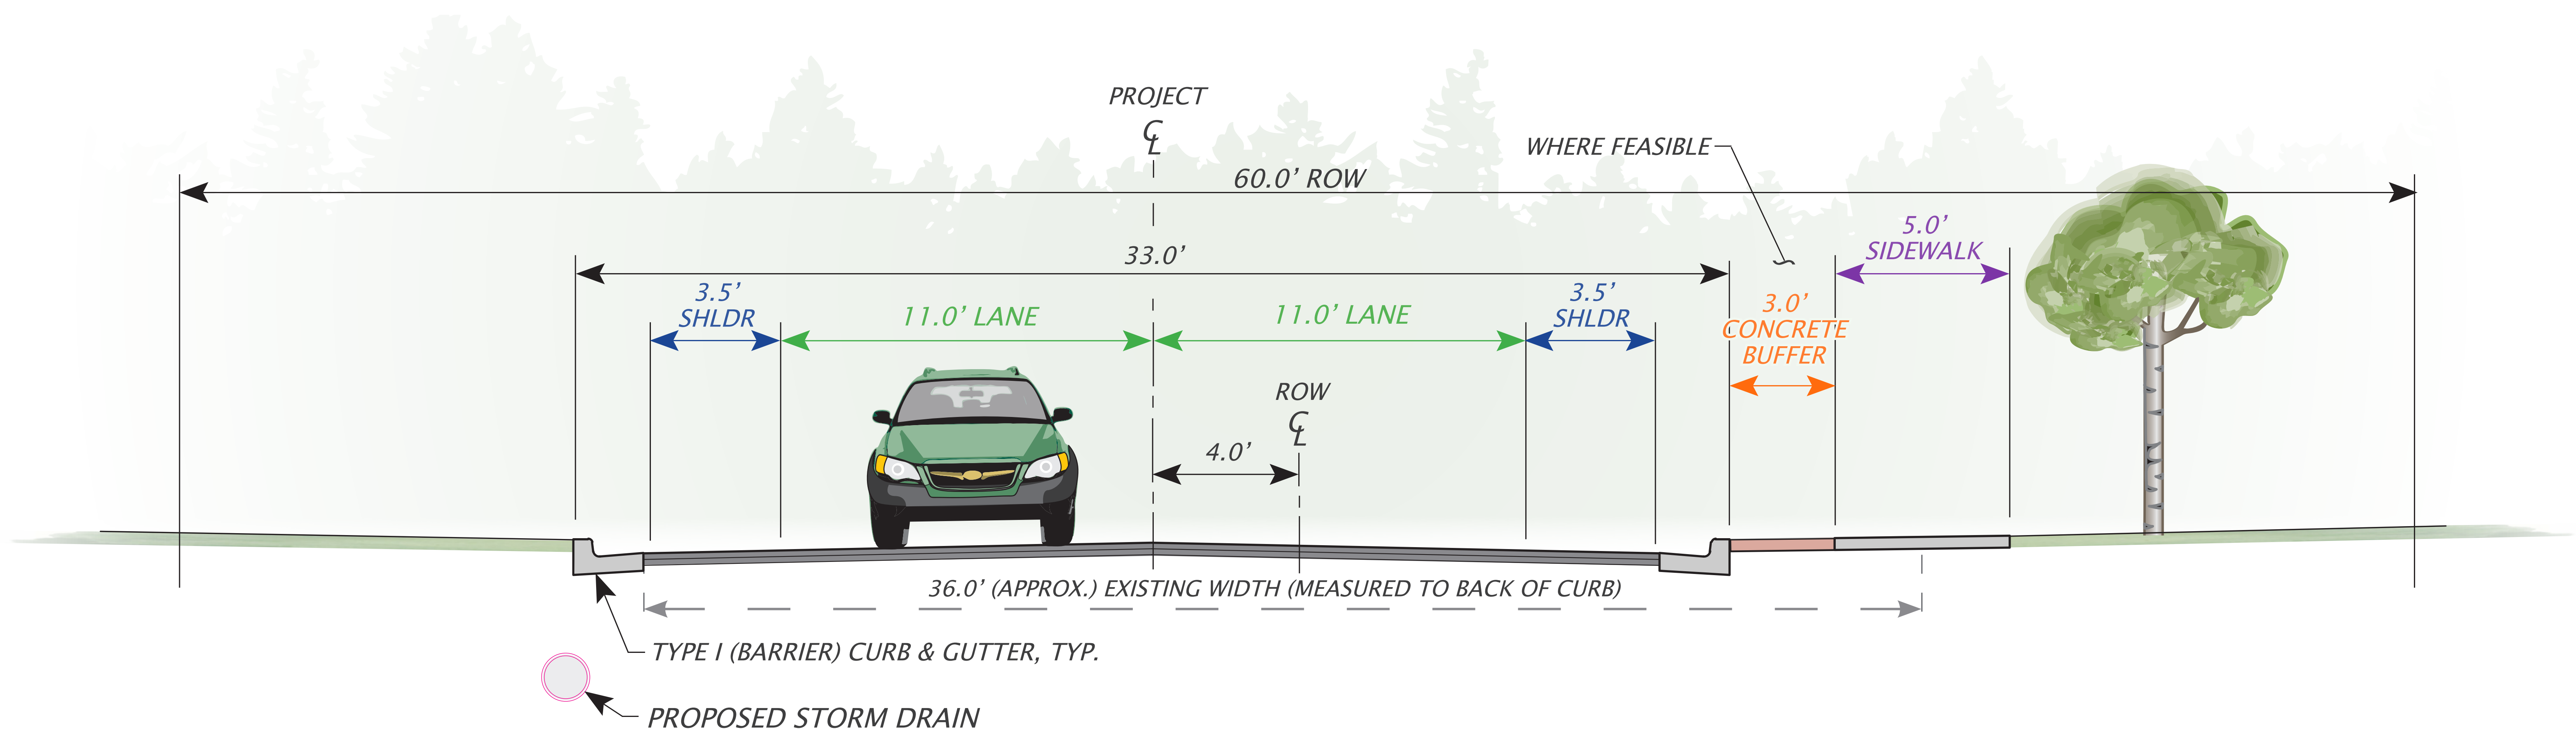 PROJECT
℄
WHERE FEASIBLE
60.0’ ROW
5.0’
SIDEWALK
33.0’
3.5’
SHLDR
11.0’ LANE
11.0’ LANE
3.5’
SHLDR
3.0’
CONCRETE
BUFFER
ROW
℄
4.0’
36.0’ (APPROX.) EXISTING WIDTH (MEASURED TO BACK OF CURB)
TYPE I (BARRIER) CURB & GUTTER, TYP.
PROPOSED STORM DRAIN